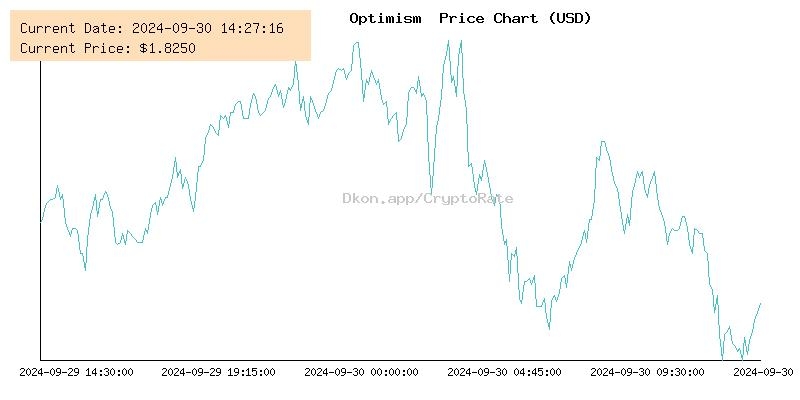 Optimism  Price Chart (USD)
Current Date: 2024-09-30 14:27:16
Current Price: $1.8250
Dkon.app/CryptoRate
2024-09-29 14:30:00 2024-09-29 19:15:00 2024-09-30 00:00:00 2024-09-30 04:45:00 2024-09-30 09:30:00 2024-09-30